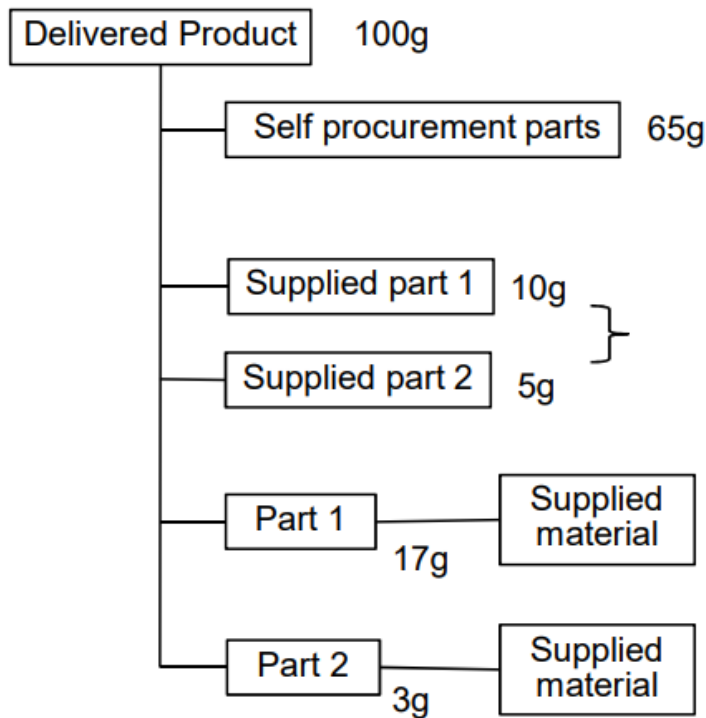 Delivered Product 100g
Self procurement parts 65g
Supplied part 1 10g
Supplied part 2 5g
Part 1 17g
Supplied
material
Part 2 3g
Supplied
material